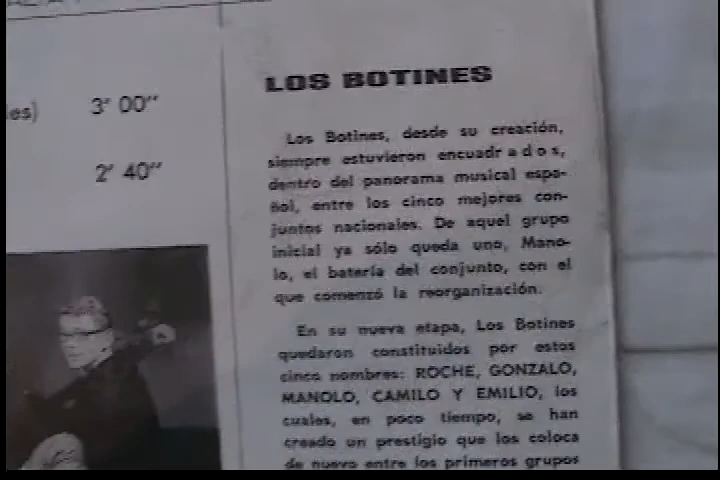 les)
3' 00''
2' 40''
LOS BOTINES
Los Botines, desde su creación,
siempre estuvieron encuadrados,
dentro del panorama musical espa-
ñol, entre los cinco mejores con-
juntos nacionales. De aquel grupo
inicial ya sólo queda uno, Mano-
lo, el batería del conjunto, con el
que comenzó la reorganización.
En su nueva etapa, Los Botines
quedaron constituidos por estos
cinco nombres: ROCHE, GONZALO,
MANOLO, CAMILO Y EMILIO, los
cuales, en poco tiempo, se han
creado un prestigio que los coloca
de nuevo entre los primeros grupos